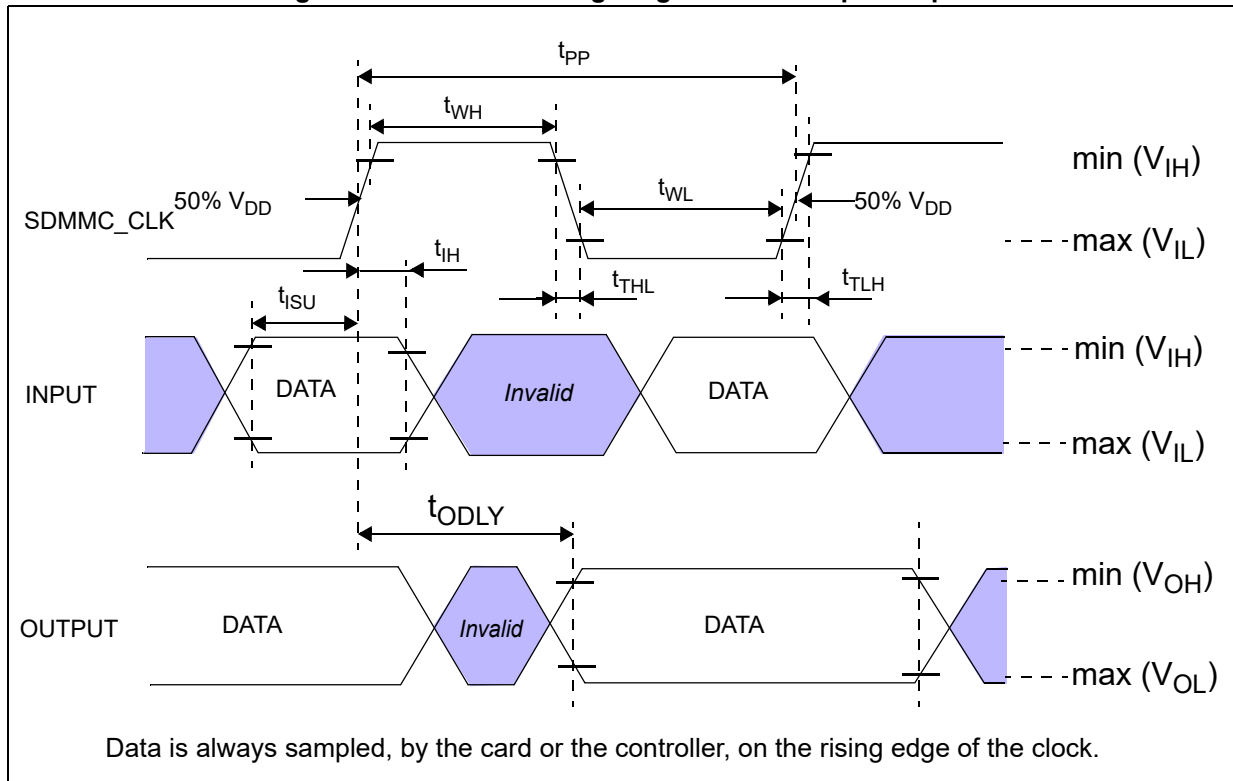 tPP
tWH
min (VIH)
50% VDD
tWL
50% VDD
SDMMC_CLK
max (VIL)
tIH
tTHL
tTLH
tISU
min (VIH)
INPUT
DATA
Invalid
DATA
max (VIL)
tODLY
min (VOH)
OUTPUT
DATA
Invalid
DATA
max (VOL)
Data is always sampled, by the card or the controller, on the rising edge of the clock.